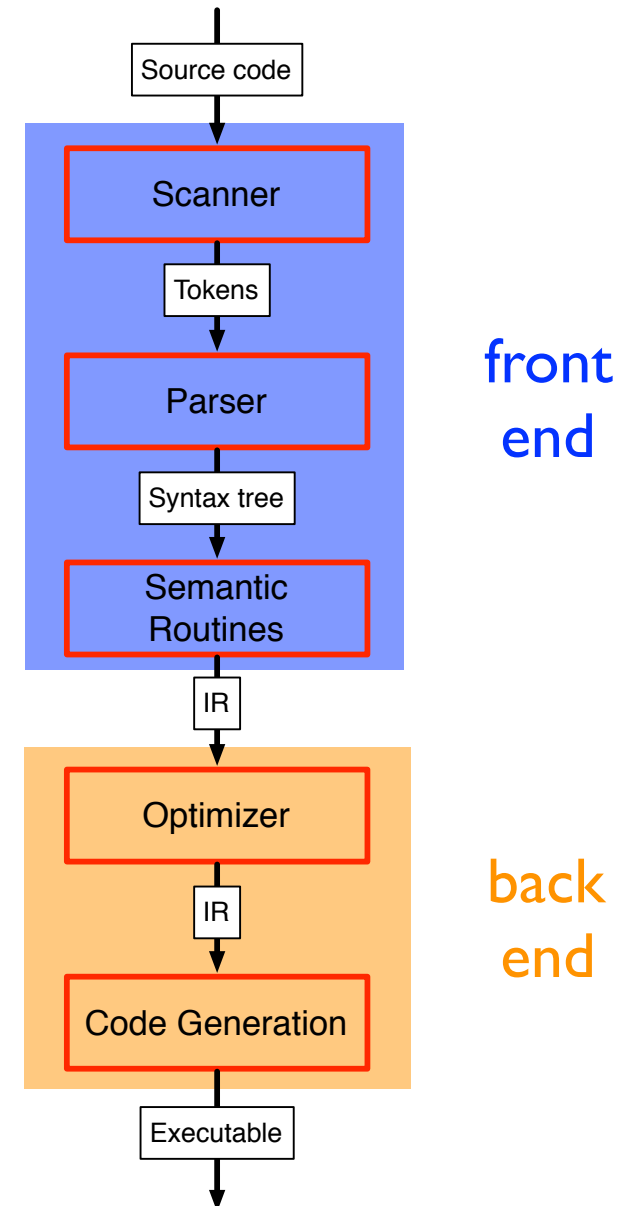 Source code
Scanner
Tokens
Parser
Syntax tree
Semantic
Routines
front
end
IR
Optimizer
IR
Code Generation
back
end
Executable